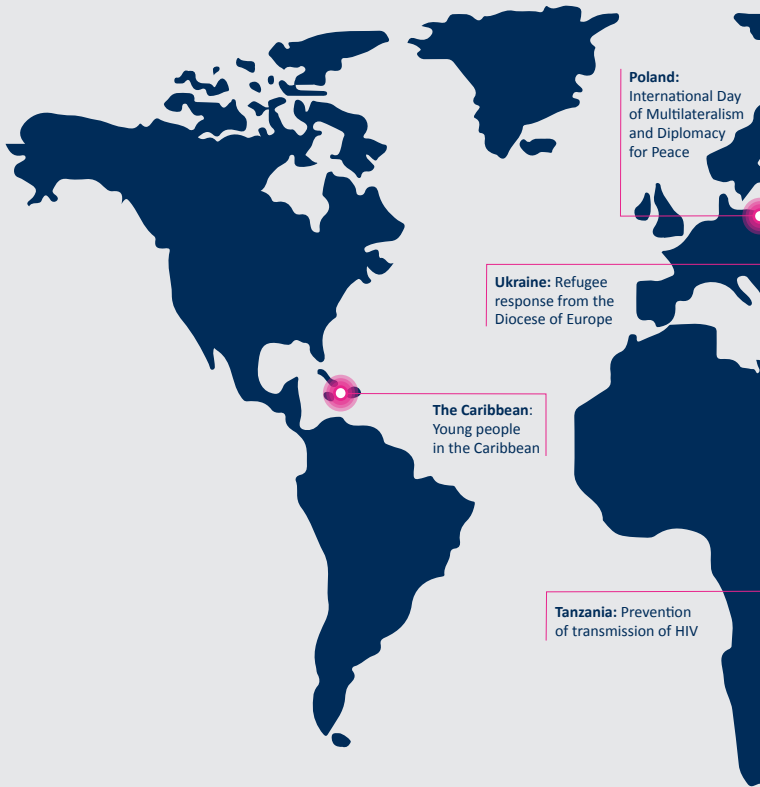 Poland:
International Day
of Multilateralism
and Diplomacy
for Peace
Ukraine: Refugee
response from the
Diocese of Europe
The Caribbean:
Young people
in the Caribbean
Tanzania: Prevention
of transmission of HIV